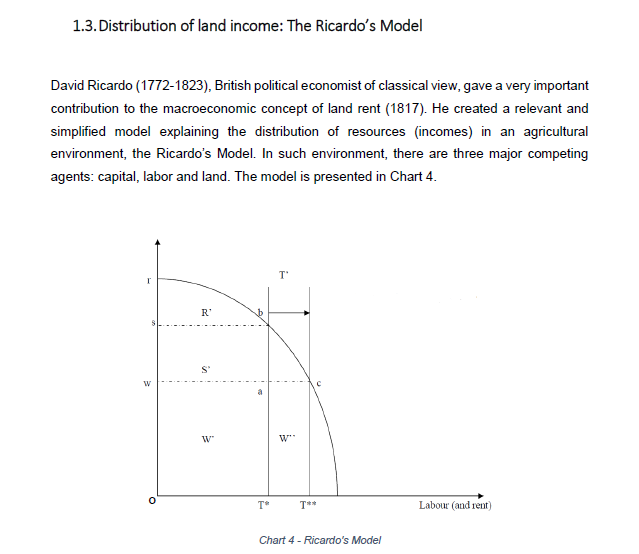 1.3. Distribution of land income: The Ricardo's Model
David Ricardo (1772-1823), British political economist of classical view, gave a very important
contribution to the macroeconomic concept of land rent (1817). He created a relevant and
simplified model explaining the distribution of resources (incomes) in an agricultural
environment, the Ricardo's Model. In such environment, there are three major competing
agents: capital, labor and land. The model is presented in Chart 4.
T'
r
R'
b
s
S'
w
c
a
W'
W''
O
T*
T**
Labour (and rent)
Chart 4 - Ricardo's Model